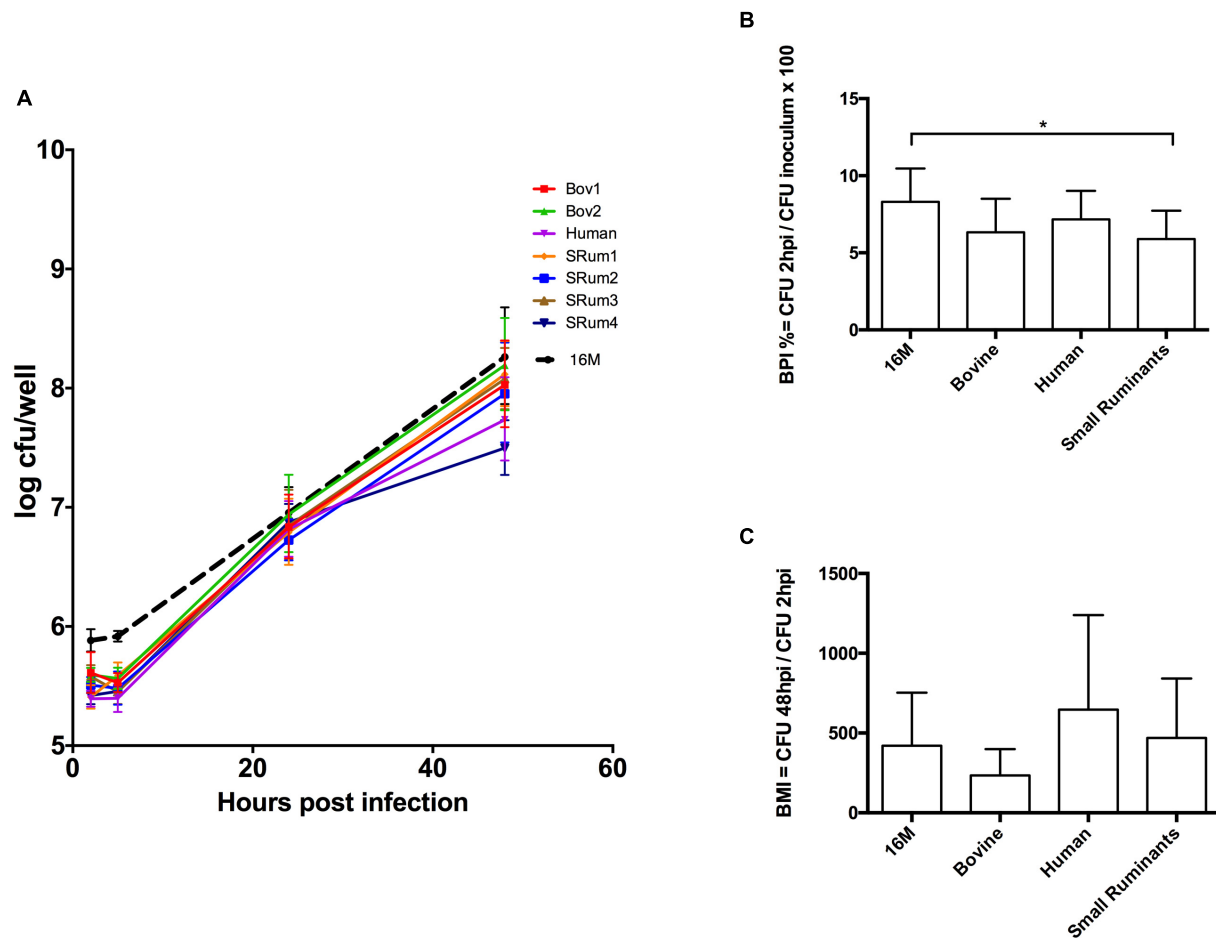 A
log cfu/well
10
9
8
7
6
5
0
20
40
60
Hours post infection
Bov1
Bov2
Human
SRum1
SRum2
SRum3
SRum4
16M
B
BPI %= CFU 2hpi / CFU inoculum x 100
15
10
5
0
*
16M
Bovine
Human
Small Ruminants
C
BMI = CFU 48hpi / CFU 2hpi
1500
1000
500
0
16M
Bovine
Human
Small Ruminants